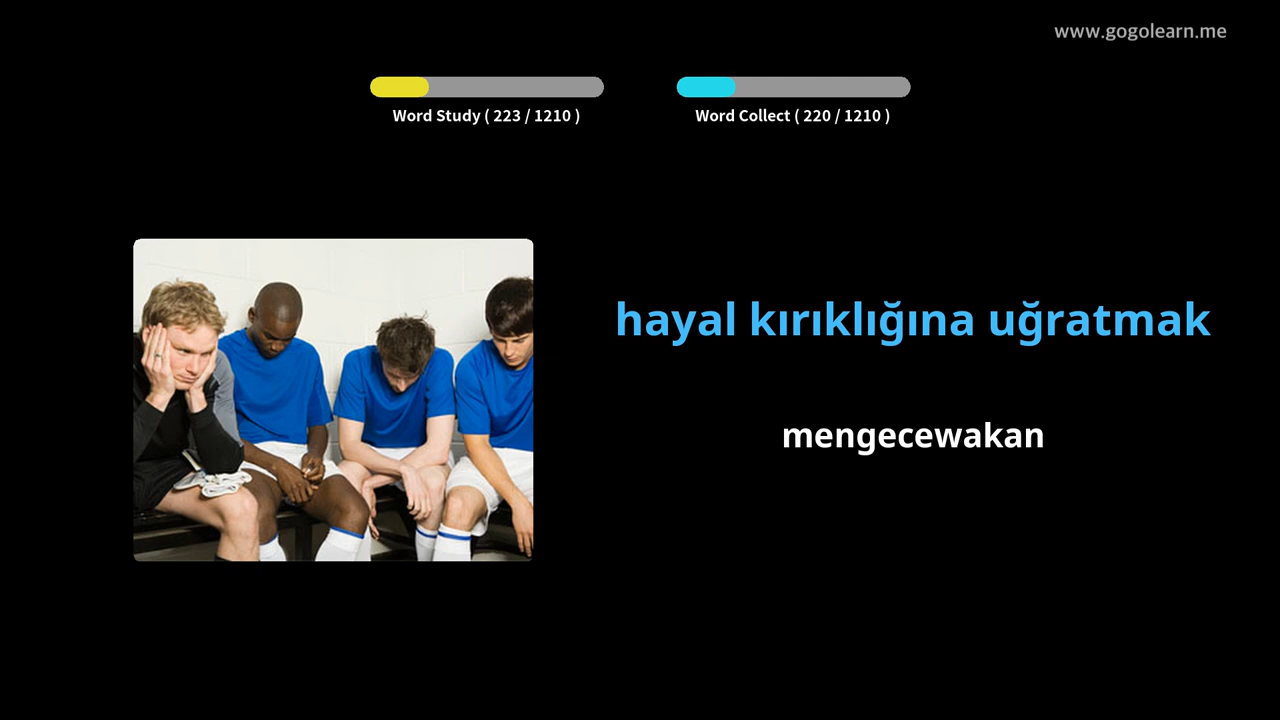 www.gogolearn.me
Word Study ( 223 / 1210 )
Word Collect ( 220 / 1210 )
hayal kırıklığına uğratmak
mengecewakan